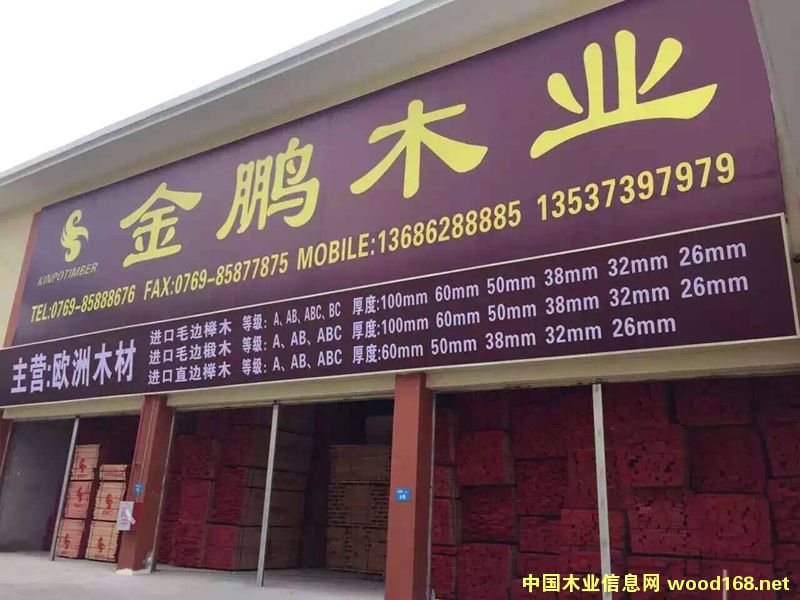 金鹏木业
KINPOTIMBER
TEL:0769-85888676 FAX:0769-85877875 MOBILE:13686288885 13537397979
主营:欧洲木材
进口毛边榉木 等级: A、AB、ABC、BC 厚度:100mm 60mm 50mm 38mm 32mm 26mm
进口毛边椴木 等级: A、AB、ABC 厚度:100mm 60mm 50mm 38mm 32mm 26mm
进口直边榉木 等级: A、AB、ABC 厚度:60mm 50mm 38mm 32mm 26mm
中国木业信息网 wood168.net